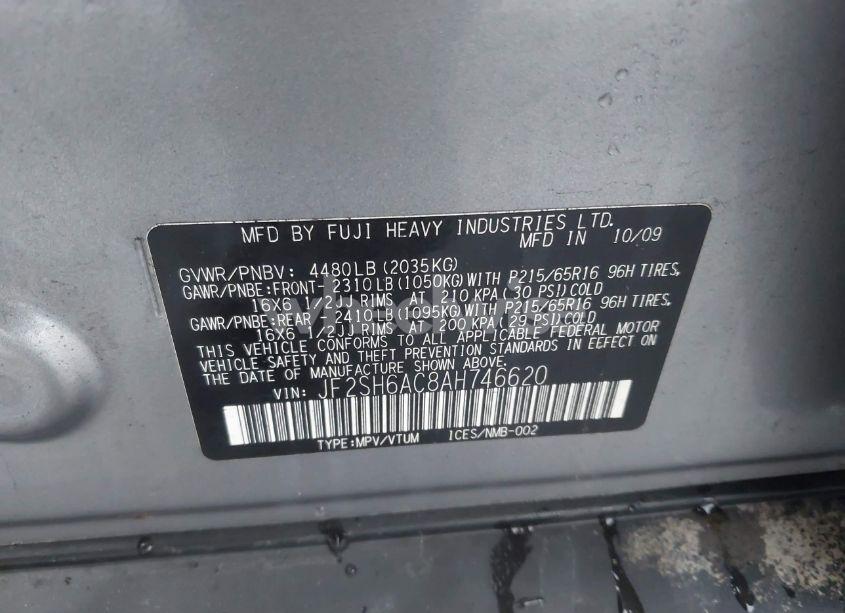 MFD BY FUJI HEAVY INDUSTRIES LTD.
MFD IN 10/09
GVWR/PNBV: 4480LB(2035KG)
GAWR/PNBE:FRONT-2310LB(1050KG)WITH P215/65R16 96H TIRES,
16X6 1/2JJ RIMS AT 210 KPA(30 PSI)COLD
GAWR/PNBE:REAR - 2410LB(1095KG)WITH P215/65R16 96H TIRES,
16X6 1/2JJ RIMS AT 200 KPA(29 PSI)COLD
THIS VEHICLE CONFORMS TO ALL APPLICABLE FEDERAL MOTOR
VEHICLE SAFETY AND THEFT PREVENTION STANDARDS IN EFFECT ON
THE DATE OF MANUFACTURE SHOWN ABOVE.
VIN: JF2SH6AC8AH746620
TYPE:MPV/VTUM ICES/NMB-002